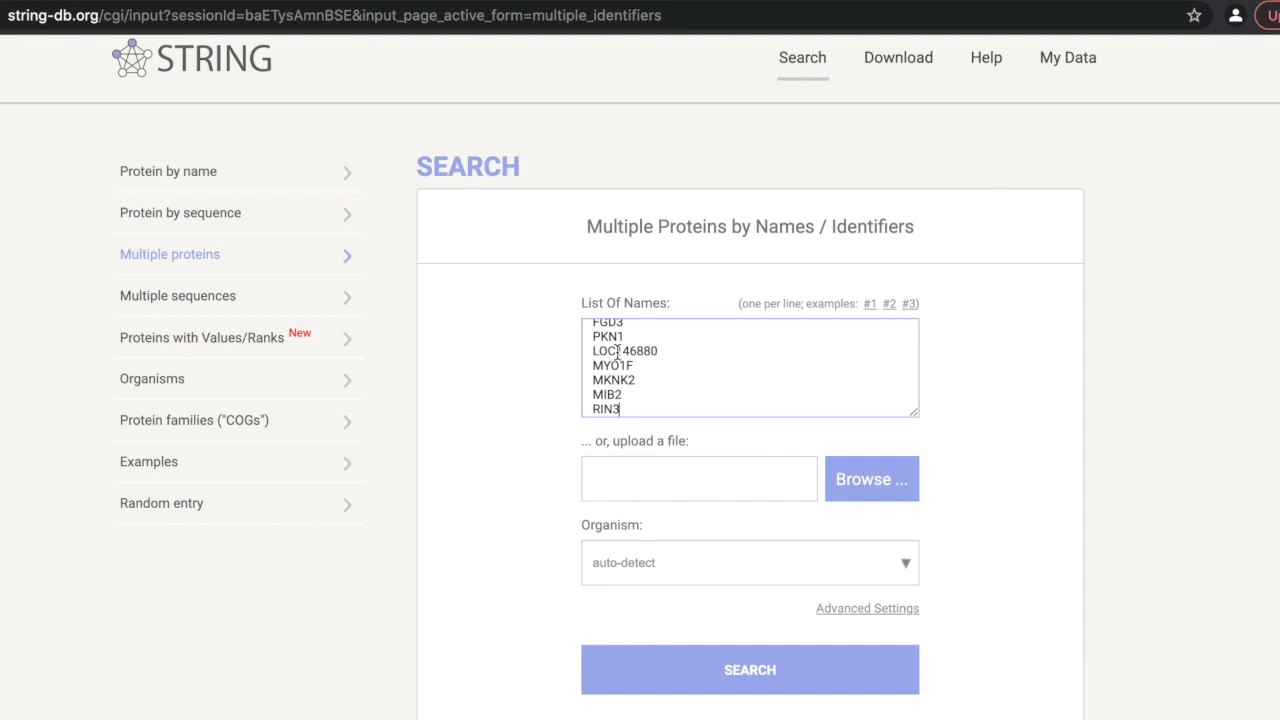 string-db.org/cgi/input?sessionId=baETysAmnBSE&input_page_active_form=multiple_identifiers
STRING
Search
Download
Help
My Data
Protein by name
Protein by sequence
Multiple proteins
Multiple sequences
Proteins with Values/Ranks New
Organisms
Protein families ("COGs")
Examples
Random entry
SEARCH
Multiple Proteins by Names / Identifiers
List Of Names:
(one per line; examples: #1 #2 #3)
FGD3
PKN1
MYO1F
MKNK2
MIB2
RIN3
... or, upload a file:
Browse ...
Organism:
auto-detect
Advanced Settings
SEARCH